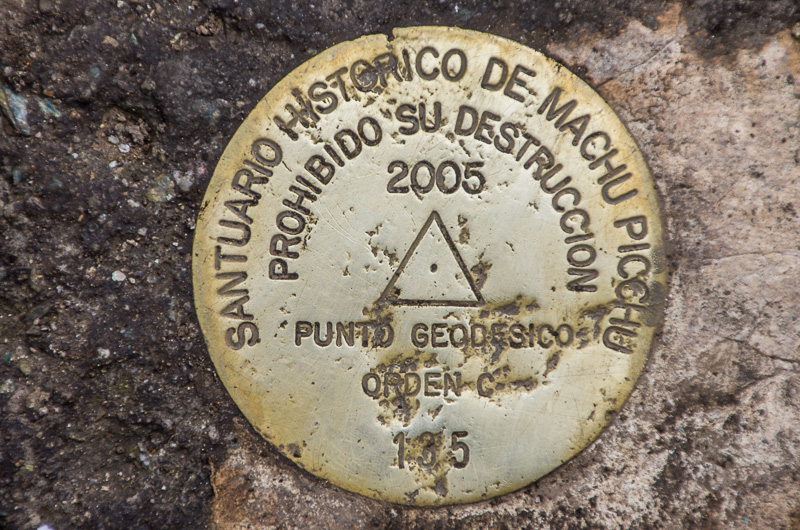 SANTUARIO HISTORICO DE MACHU PICCHU
PROHIBIDO SU DESTRUCCION
2005
PUNTO GEODESICO
ORDEN C
135